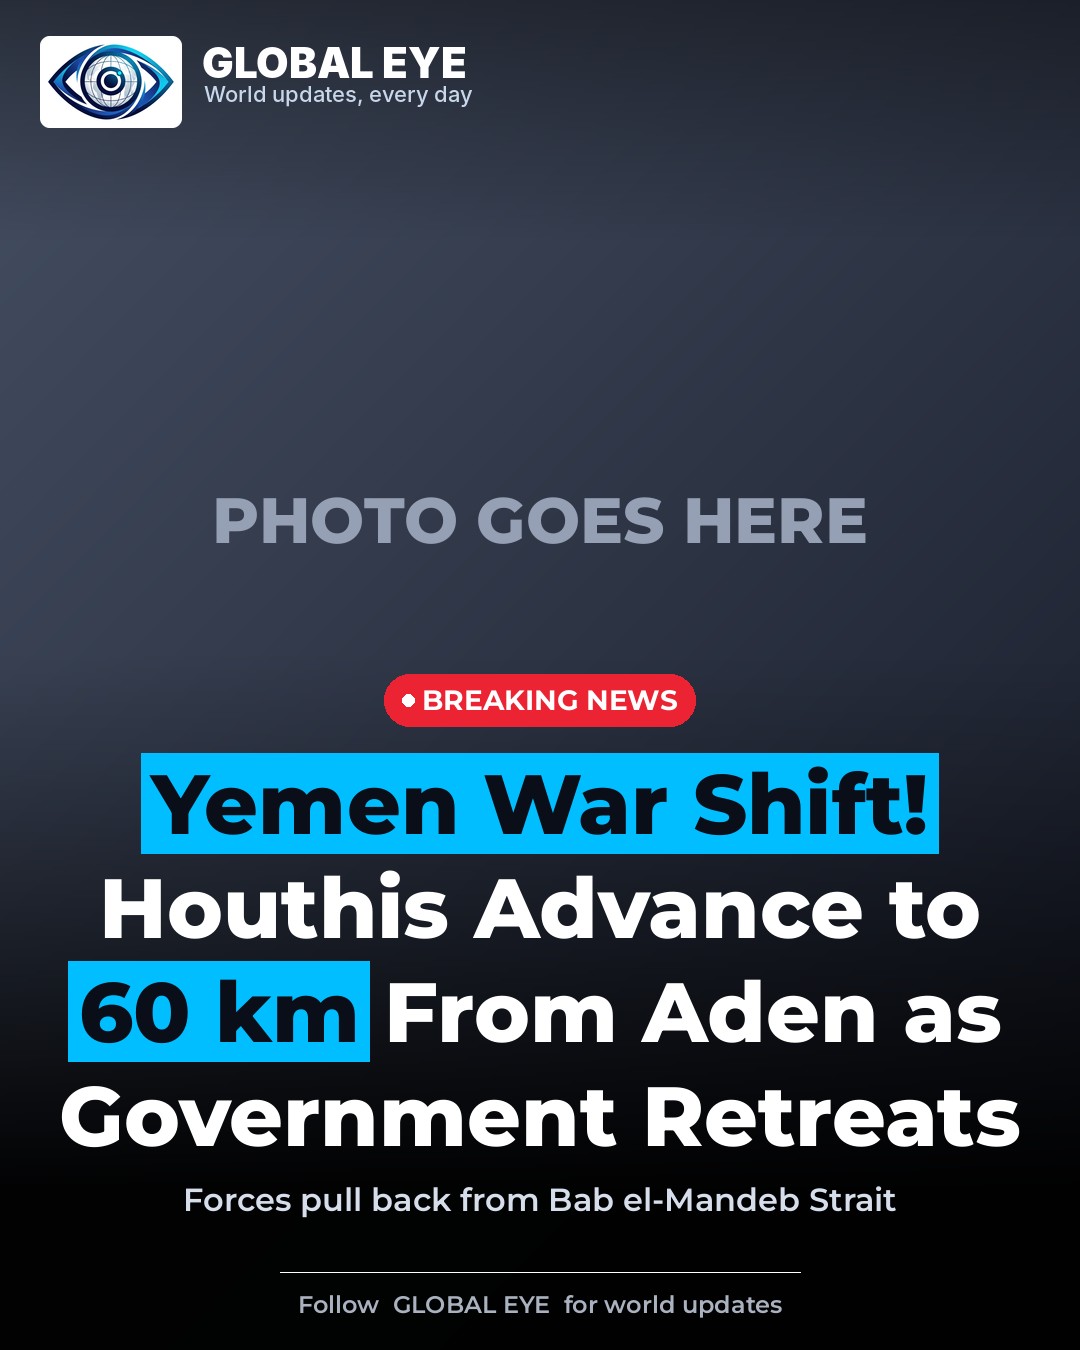 GLOBAL EYE
World updates, every day
PHOTO GOES HERE
BREAKING NEWS
Yemen War Shift!
Houthis Advance to
60 km From Aden as
Government Retreats
Forces pull back from Bab el-Mandeb Strait
Follow GLOBAL EYE for world updates